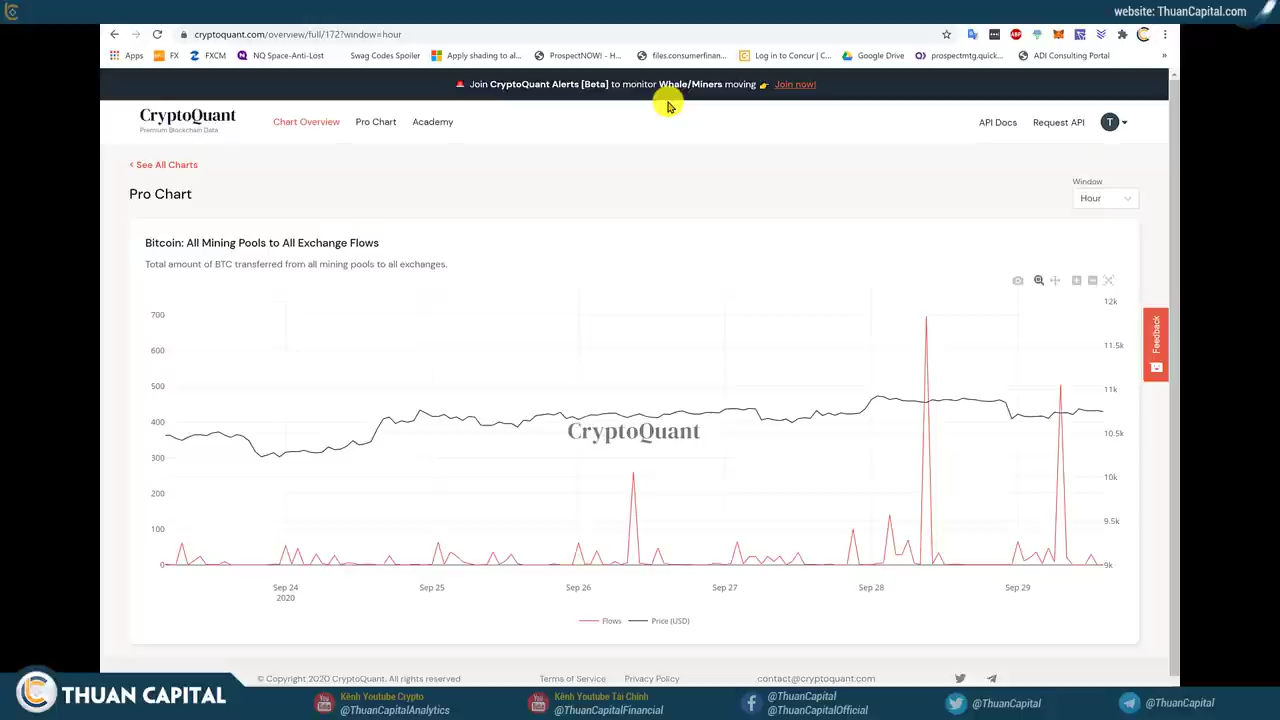 website: ThuanCapital.com
cryptoquant.com/overview/full/172?window=hour
Apps FX FXCM NQ Space-Anti-Lost Swag Codes Spoiler Apply shading to al... ProspectNOW! - H... files.consumerfinan... Log in to Concur | C... Google Drive prospectmtg.quick... ADI Consulting Portal »
Join CryptoQuant Alerts [Beta] to monitor Whale/Miners moving Join now!
CryptoQuant
Premium Blockchain Data
Chart Overview Pro Chart Academy API Docs Request API T
< See All Charts
Pro Chart
Window
Hour
Bitcoin: All Mining Pools to All Exchange Flows
Total amount of BTC transferred from all mining pools to all exchanges.
12k
700
11.5k
600
11k
500
400
10.5k
CryptoQuant
300
10k
200
9.5k
100
0
9k
Sep 24 Sep 25 Sep 26 Sep 27 Sep 28 Sep 29
2020
Flows Price (USD)
Feedback
© Copyright 2020 CryptoQuant. All rights reserved Terms of Service Privacy Policy contact@cryptoquant.com
THUAN CAPITAL
Kênh Youtube Crypto
@ThuanCapitalAnalytics
Kênh Youtube Tài Chính
@ThuanCapitalFinancial
@ThuanCapital
@ThuanCapitalOfficial
@ThuanCapital
@ThuanCapital